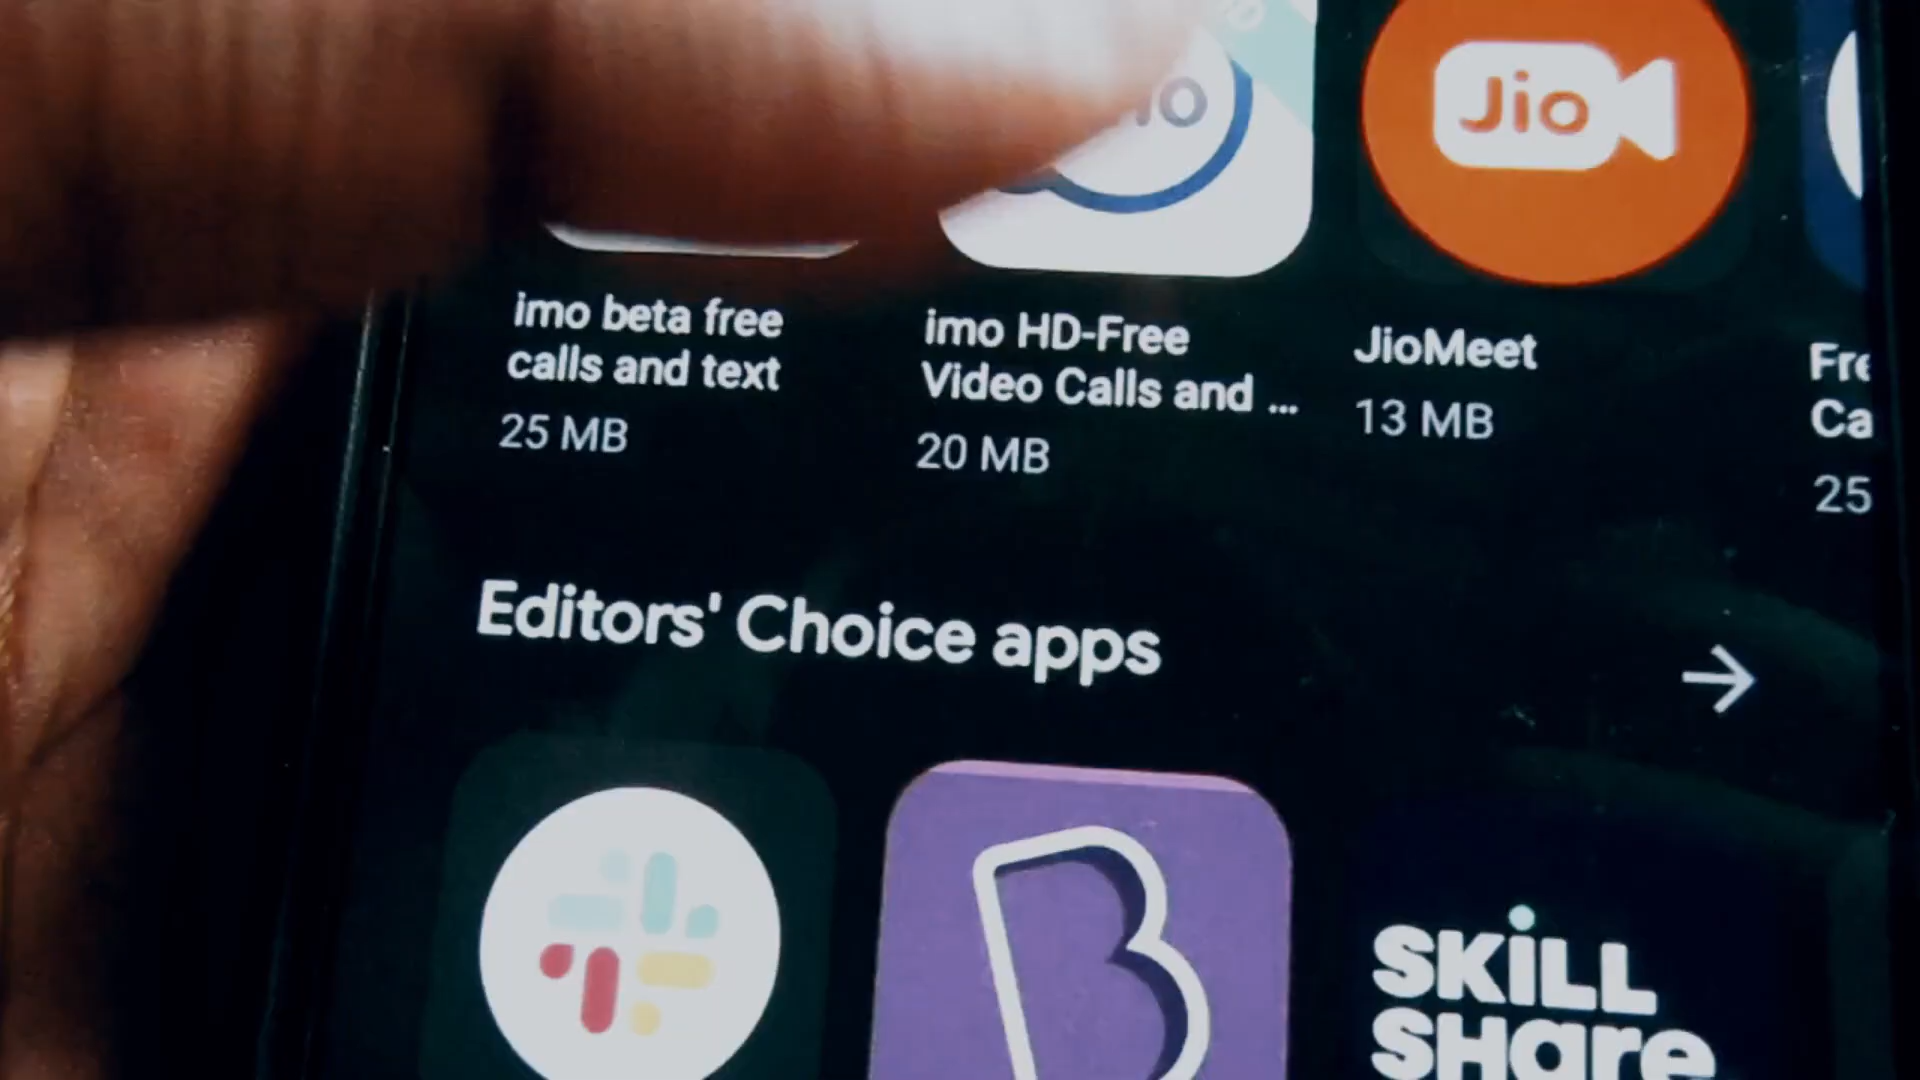 Jio
imo beta free
calls and text
25 MB
imo HD-Free
Video Calls and ...
20 MB
JioMeet
13 MB
25
Editors' Choice apps
B
SKiLL
SHare